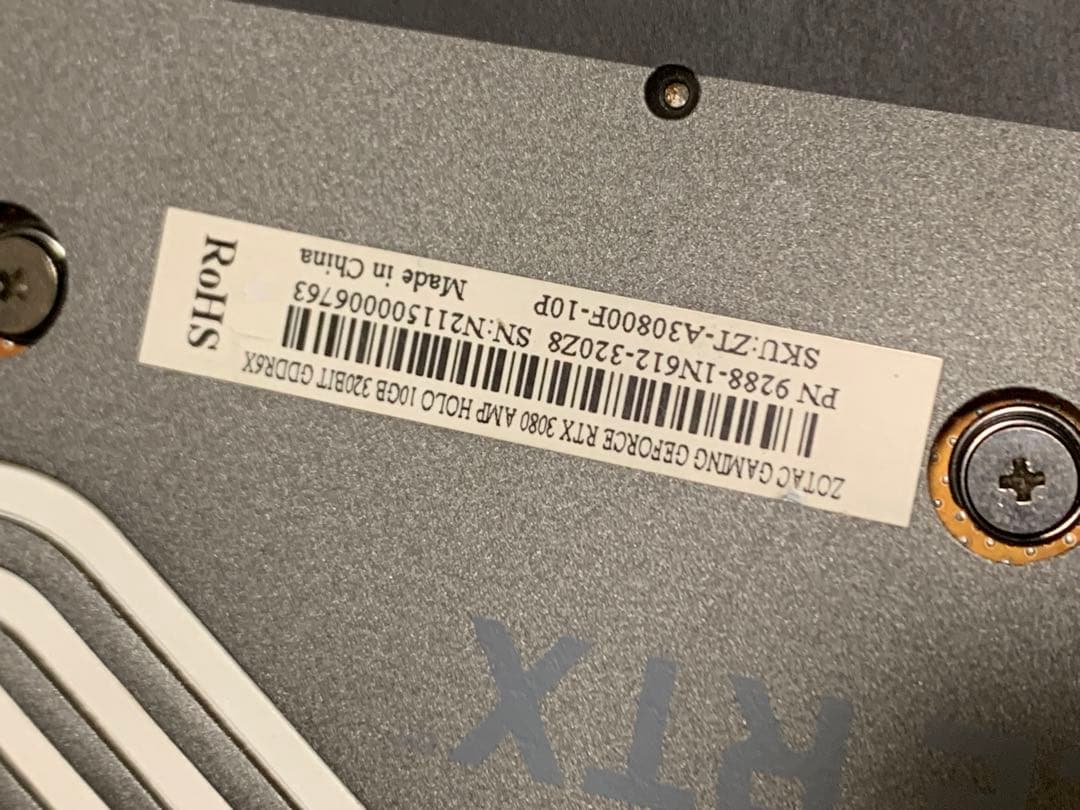 ZOTAC GAMING GEFORCE RTX 3080 AMP HOLO 10GB 320BIT GDDR6X
PN 9288-1N612-320Z8 SN:N211500006763
SKU:ZT-A30800F-10P Made in China
RoHS
RTX